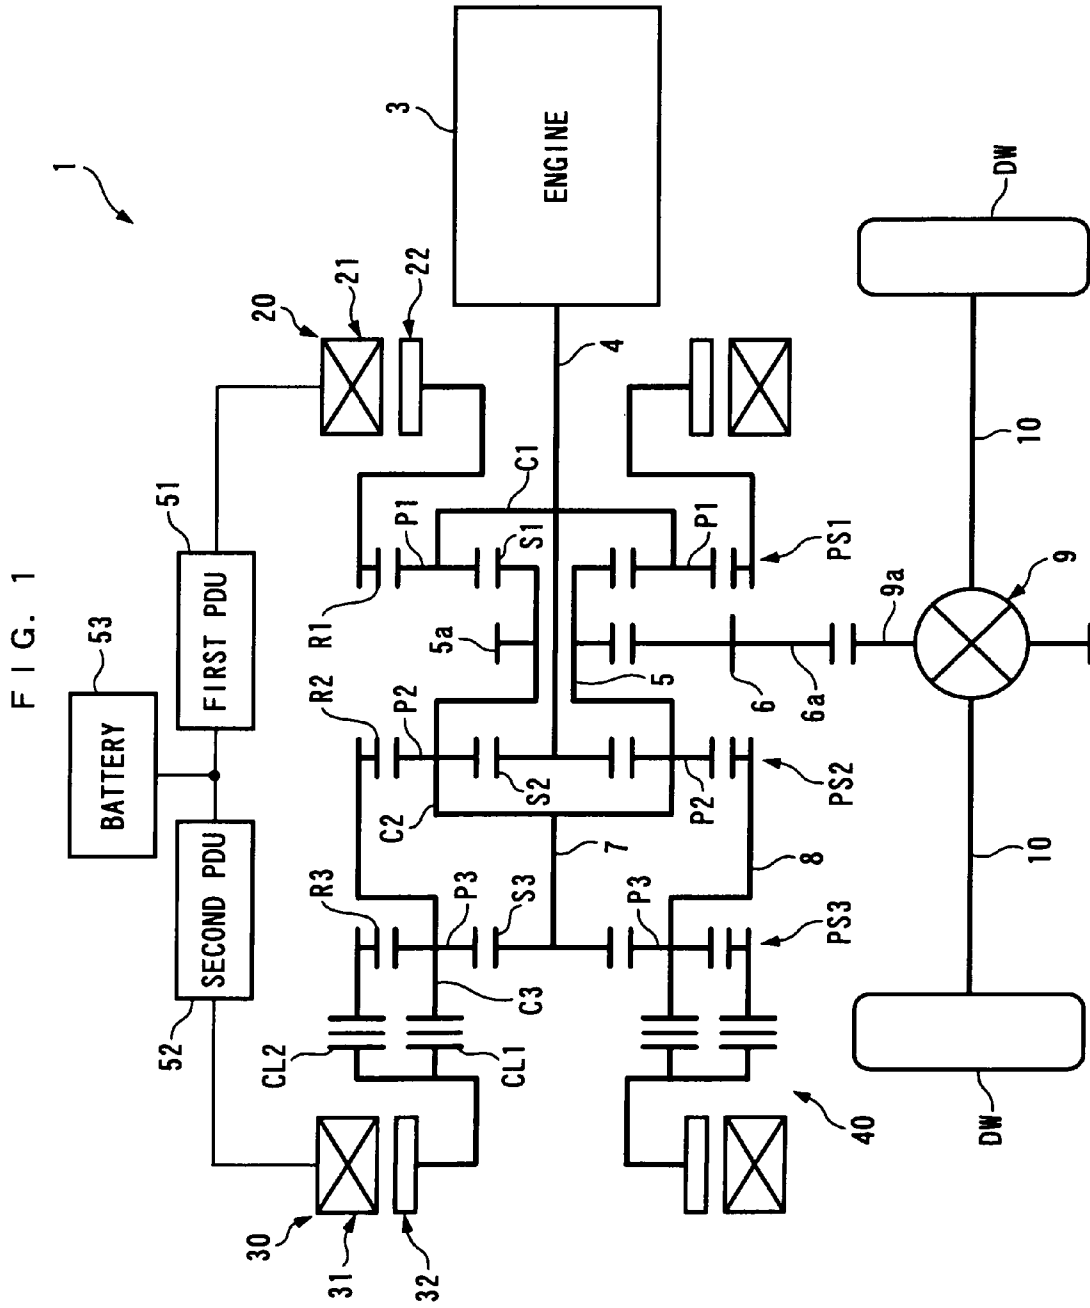 FIG. 1
1
53
BATTERY
52
SECOND PDU
FIRST PDU
51
30
31
32
20
21
22
3
ENGINE
CL2
CL1
R3
P3
S3
C3
R2
P2
S2
C2
R1
P1
S1
C1
5a
4
7
5
P3
P2
P1
8
6
6a
40
PS3
PS2
PS1
9a
9
10
10
DW
DW